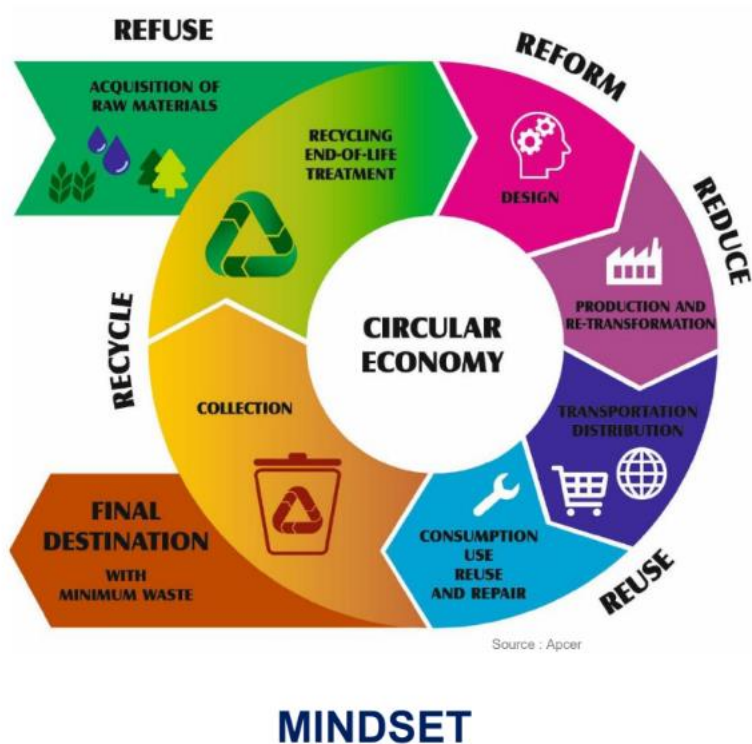 REFUSE
REFORM
ACQUISITION OF
RAW MATERIALS
RECYCLING
END-OF-LIFE
TREATMENT
DESIGN
REDUCE
PRODUCTION AND
RE-TRANSFORMATION
RECYCLE
CIRCULAR
ECONOMY
COLLECTION
TRANSPORTATION
DISTRIBUTION
FINAL
DESTINATION
WITH
MINIMUM WASTE
CONSUMPTION
USE
REUSE
AND REPAIR
REUSE
Source : Apcer
MINDSET